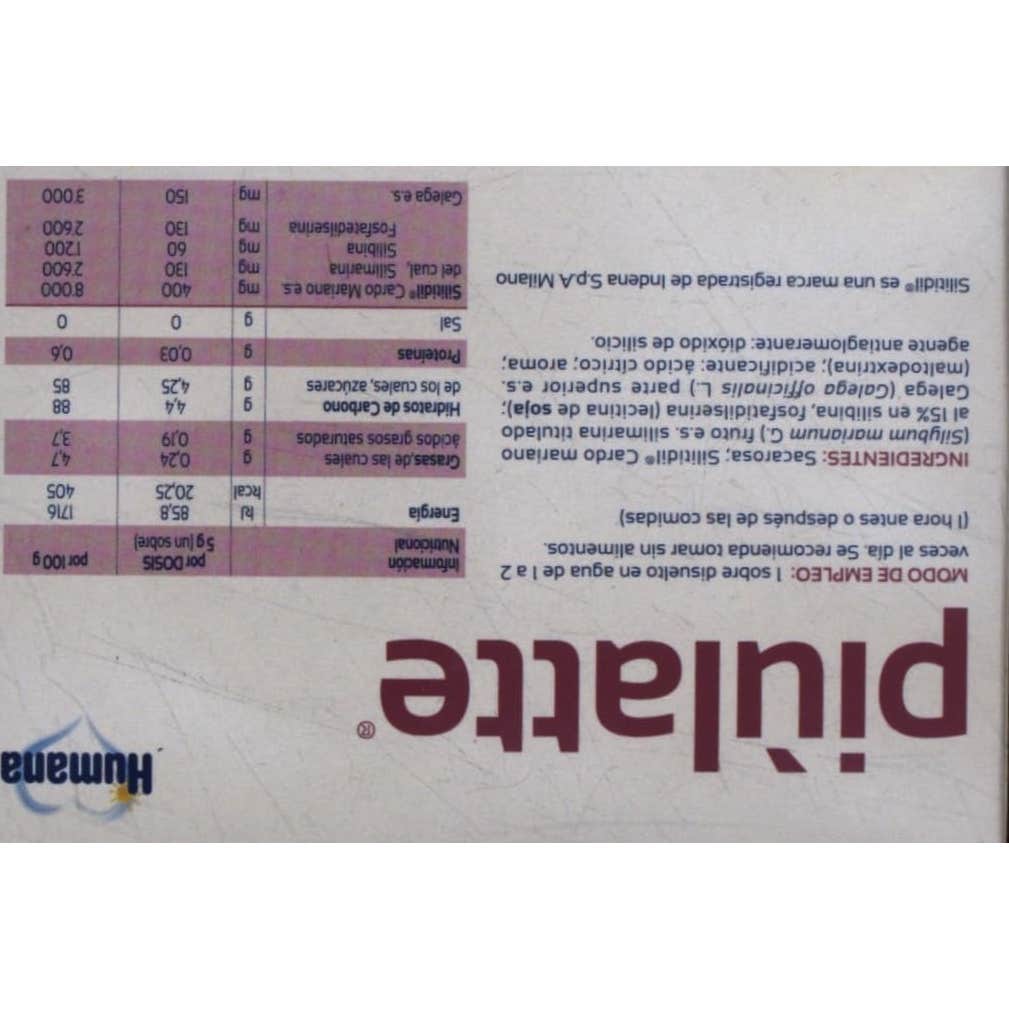 Humana
piùlatte®
MODO DE EMPLEO: 1 sobre disuelto en agua de 1 a 2
veces al día. Se recomienda tomar sin alimentos.
(1 hora antes o después de las comidas)
INGREDIENTES: Sacarosa; Silitidil® Cardo mariano
(Silybum marianum G.) fruto e.s. silimarina titulado
al 15% en silibina, fosfatidilserina (lecitina de soja);
Galega (Galega officinalis L.) parte superior e.s.
(maltodextrina); acidificante: ácido cítrico; aroma;
agente antiaglomerante: dióxido de silicio.
Silitidil® es una marca registrada de Indena S.p.A Milano
Información por DOSIS por 100 g
Nutricional 5 g (un sobre)
Energía kJ 85,8 1716
kcal 20,25 405
Grasas,de las cuales g 0,24 4,7
ácidos grasos saturados g 0,19 3,7
Hidratos de Carbono g 4,4 88
de los cuales, azúcares g 4,25 85
Proteínas g 0,03 0,6
Sal g 0 0
Silitidil® Cardo Mariano e.s. mg 400 8.000
del cual, Silimarina mg 130 2.600
Silibina mg 60 1.200
Fosfatedilserina mg 130 2.600
Galega e.s. mg 150 3.000